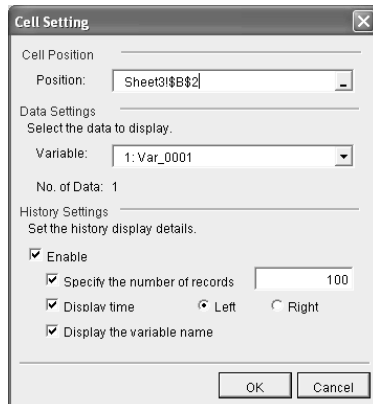 Cell Setting
Cell Position
Position: Sheet3!$B$2
Data Settings
Select the data to display.
Variable: 1: Var_0001
No. of Data: 1
History Settings
Set the history display details.
Enable
Specify the number of records 100
Display time Left Right
Display the variable name
OK Cancel